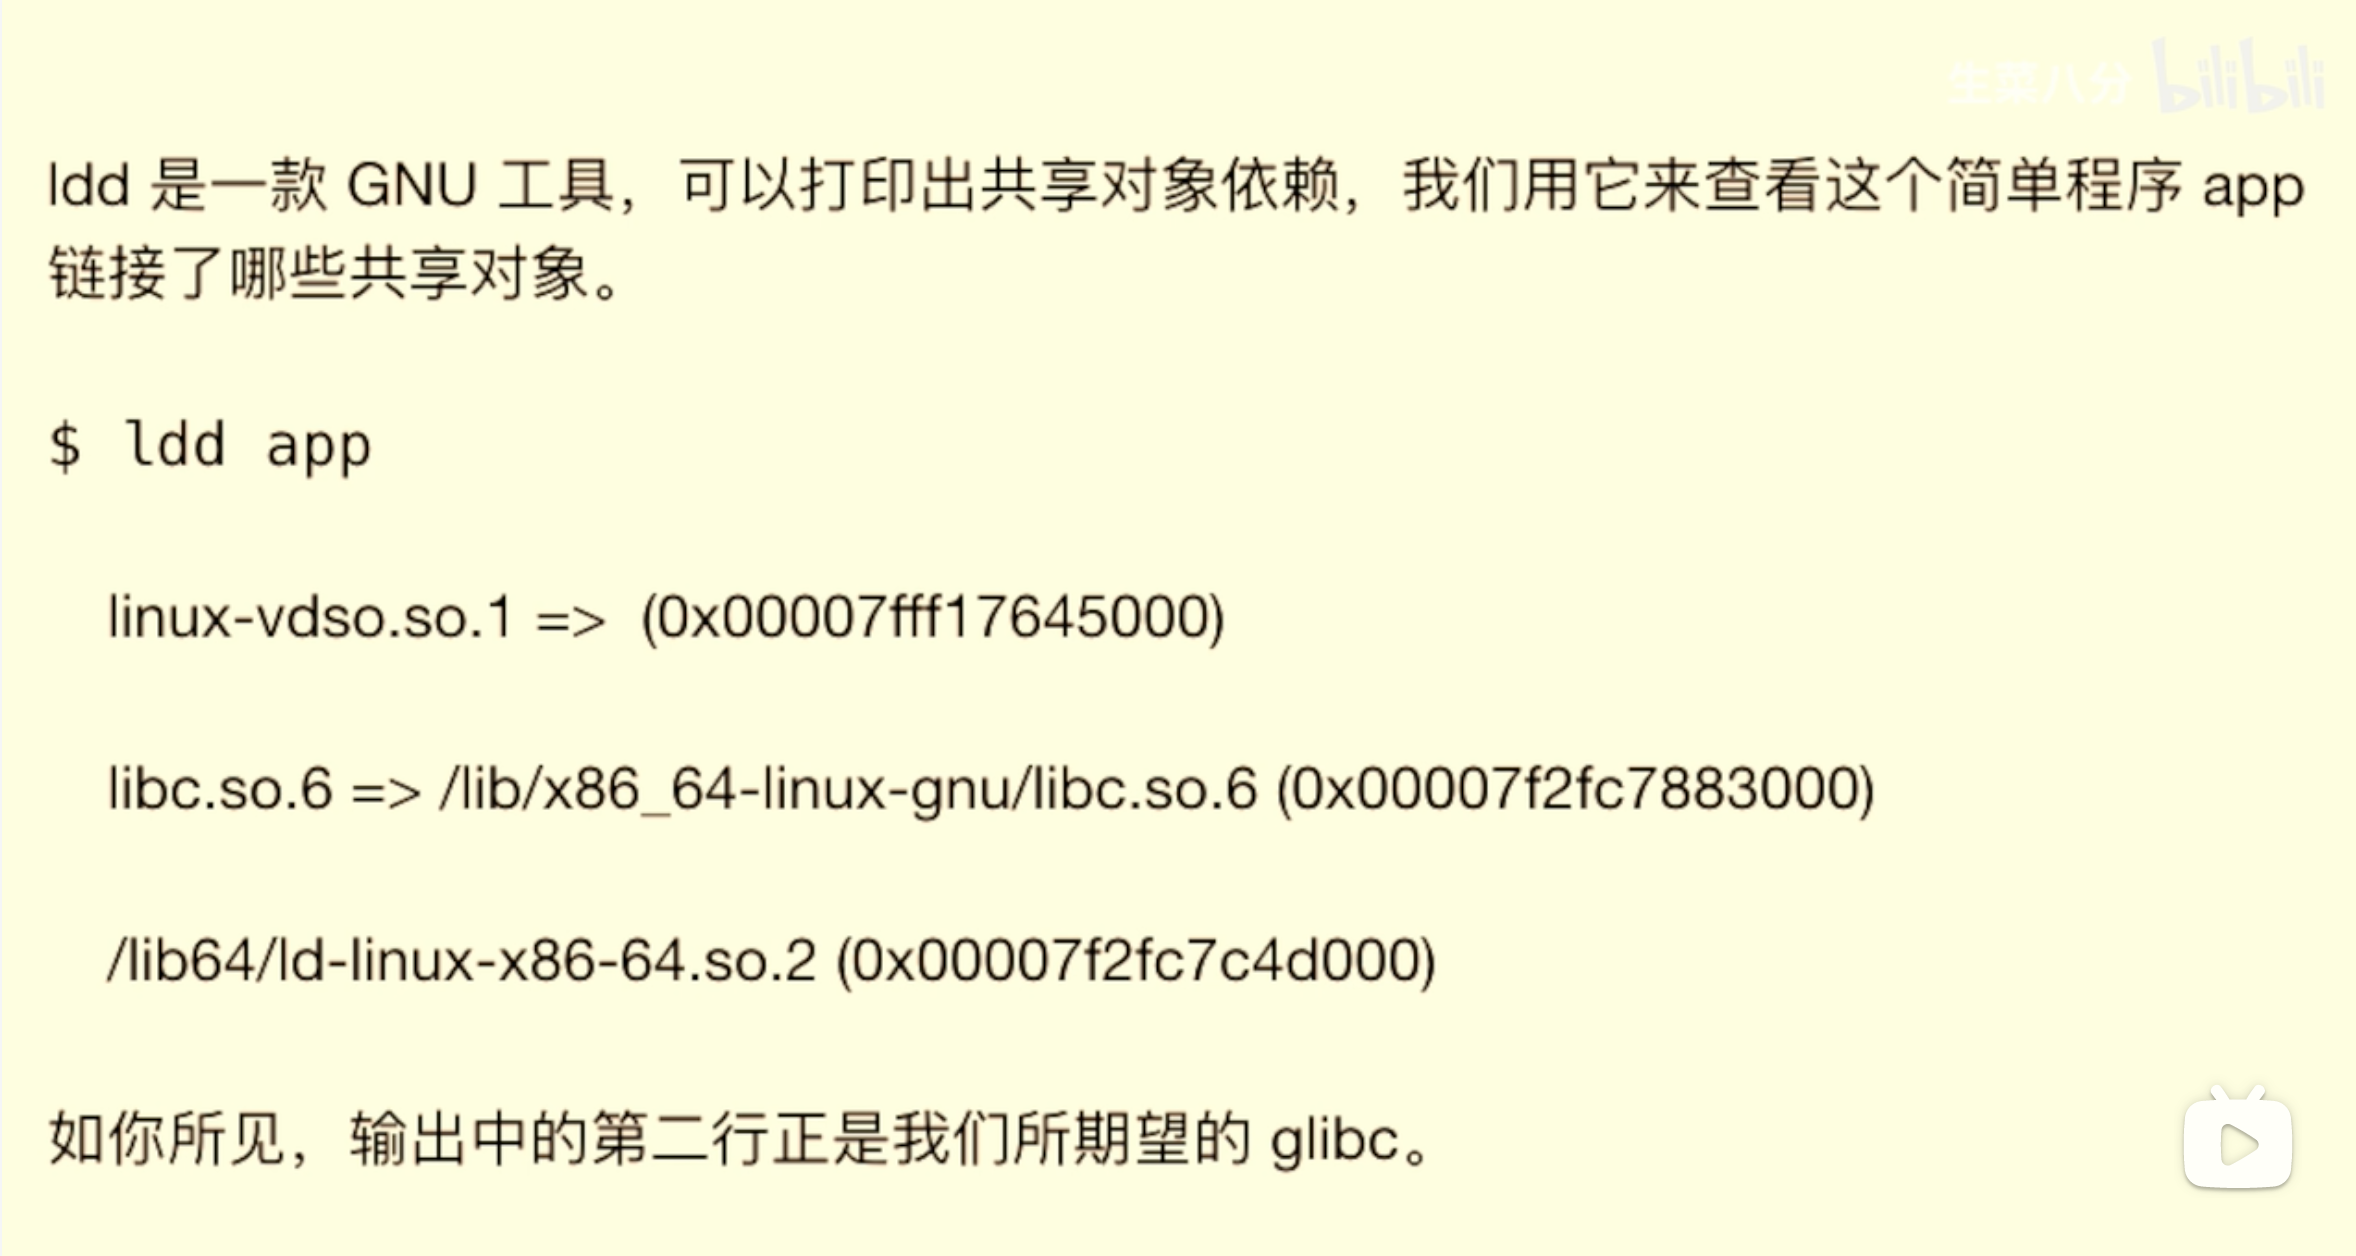 生菜八分 bilibili
ldd 是一款 GNU 工具，可以打印出共享对象依赖，我们用它来查看这个简单程序 app
链接了哪些共享对象。
$ ldd app
linux-vdso.so.1 => (0x00007fff17645000)
libc.so.6 => /lib/x86_64-linux-gnu/libc.so.6 (0x00007f2fc7883000)
/lib64/ld-linux-x86-64.so.2 (0x00007f2fc7c4d000)
如你所见，输出中的第二行正是我们所期望的 glibc。